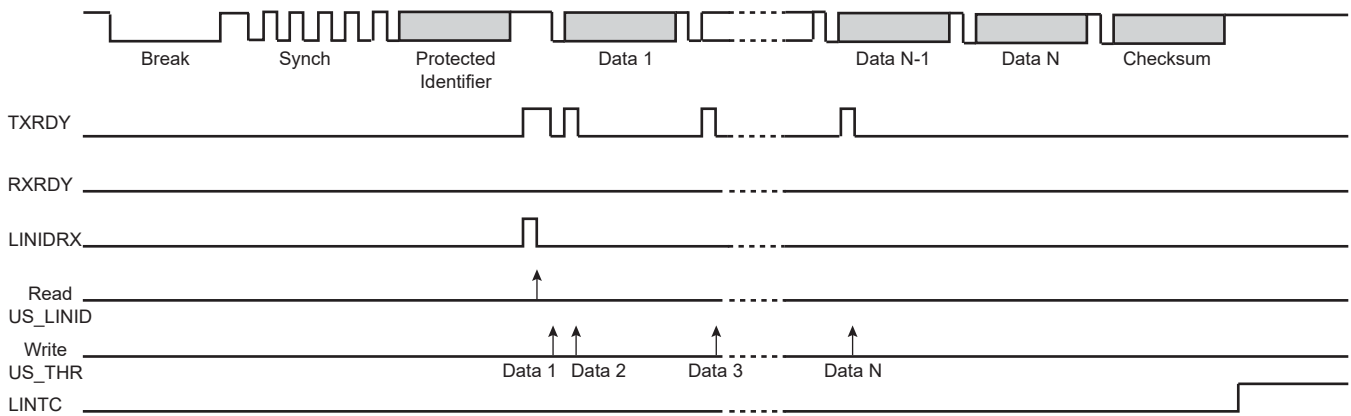 Break Synch Protected Data 1 Data N-1 Data N Checksum
Identifier
TXRDY
RXRDY
LINIDRX
Read
US_LINID
Write
US_THR Data 1 Data 2 Data 3 Data N
LINTC